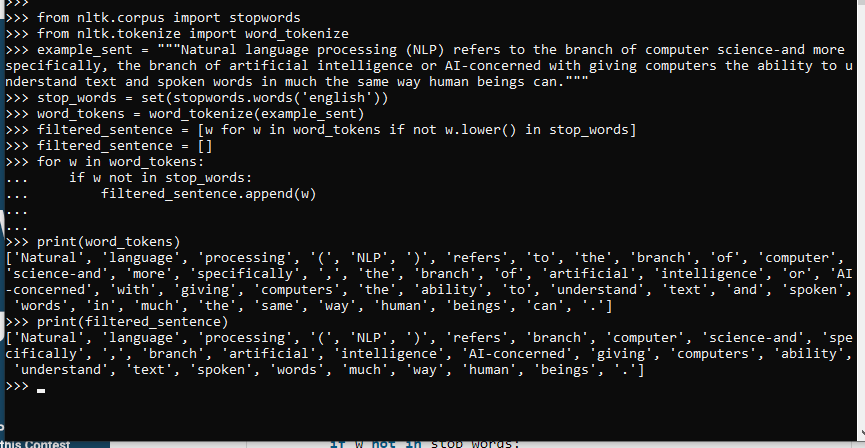 >>>
>>> from nltk.corpus import stopwords
>>> from nltk.tokenize import word_tokenize
>>> example_sent = """Natural language processing (NLP) refers to the branch of computer science-and more
specifically, the branch of artificial intelligence or AI-concerned with giving computers the ability to u
nderstand text and spoken words in much the same way human beings can."""
>>> stop_words = set(stopwords.words('english'))
>>> word_tokens = word_tokenize(example_sent)
>>> filtered_sentence = [w for w in word_tokens if not w.lower() in stop_words]
>>> filtered_sentence = []
>>> for w in word_tokens:
...     if w not in stop_words:
...         filtered_sentence.append(w)
...
...
>>> print(word_tokens)
['Natural', 'language', 'processing', '(', 'NLP', ')', 'refers', 'to', 'the', 'branch', 'of', 'computer',
'science-and', 'more', 'specifically', ',', 'the', 'branch', 'of', 'artificial', 'intelligence', 'or', 'AI
-concerned', 'with', 'giving', 'computers', 'the', 'ability', 'to', 'understand', 'text', 'and', 'spoken',
 'words', 'in', 'much', 'the', 'same', 'way', 'human', 'beings', 'can', '.']
>>> print(filtered_sentence)
['Natural', 'language', 'processing', '(', 'NLP', ')', 'refers', 'branch', 'computer', 'science-and', 'spe
cifically', ',', 'branch', 'artificial', 'intelligence', 'AI-concerned', 'giving', 'computers', 'ability',
 'understand', 'text', 'spoken', 'words', 'much', 'way', 'human', 'beings', '.']
>>>
this Contest
if w not in stop_words: